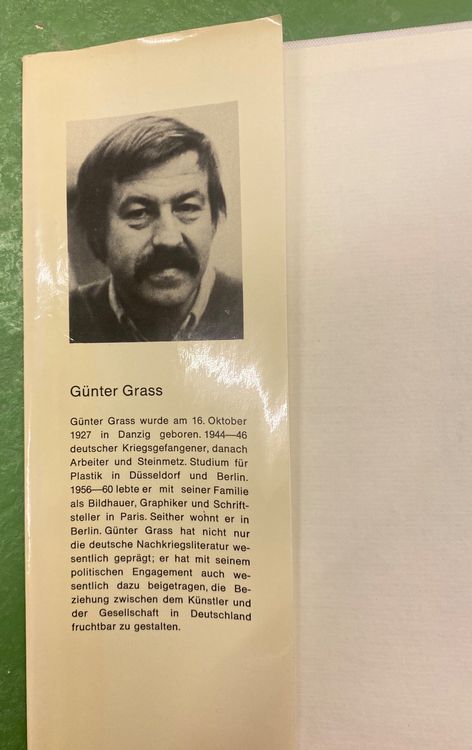 Günter Grass
Günter Grass wurde am 16. Oktober
1927 in Danzig geboren. 1944—46
deutscher Kriegsgefangener, danach
Arbeiter und Steinmetz. Studium für
Plastik in Düsseldorf und Berlin.
1956—60 lebte er mit seiner Familie
als Bildhauer, Graphiker und Schrift-
steller in Paris. Seither wohnt er in
Berlin. Günter Grass hat nicht nur
die deutsche Nachkriegsliteratur we-
sentlich geprägt; er hat mit seinem
politischen Engagement auch we-
sentlich dazu beigetragen, die Be-
ziehung zwischen dem Künstler und
der Gesellschaft in Deutschland
fruchtbar zu gestalten.